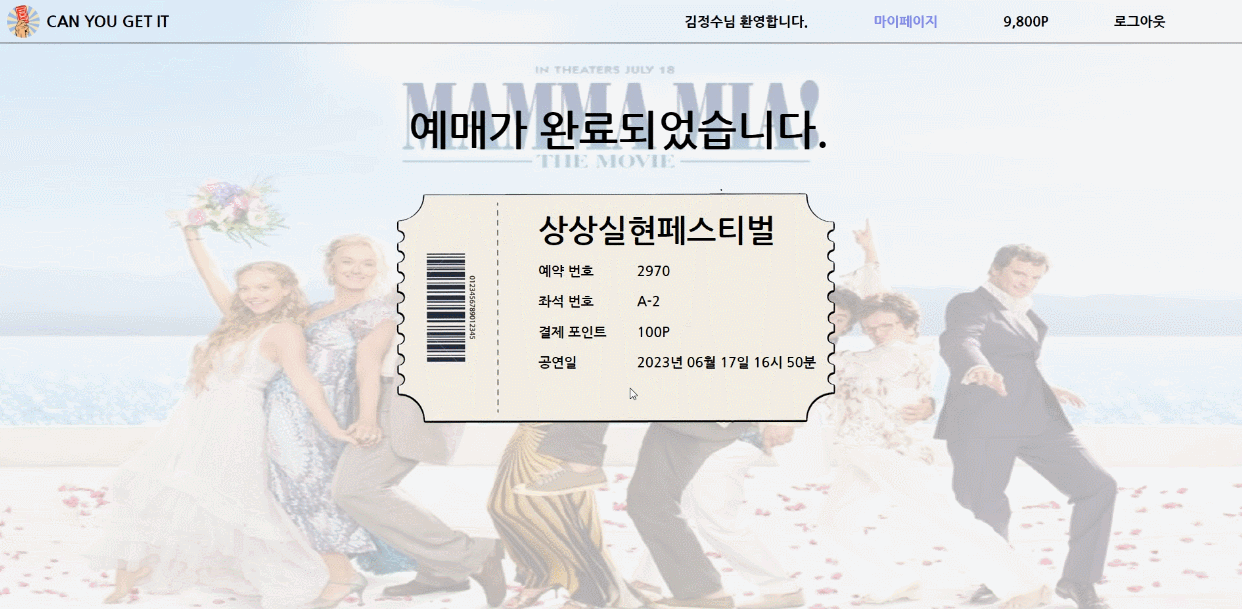 CAN YOU GET IT
김정수님 환영합니다.
마이페이지
9,800P
로그아웃
IN THEATERS JULY 18
MAMMA MIA!
THE MOVIE
예매가 완료되었습니다.
상상실현페스티벌
예약 번호 2970
좌석 번호 A-2
결제 포인트 100P
공연일 2023년 06월 17일 16시 50분
0123456789012345